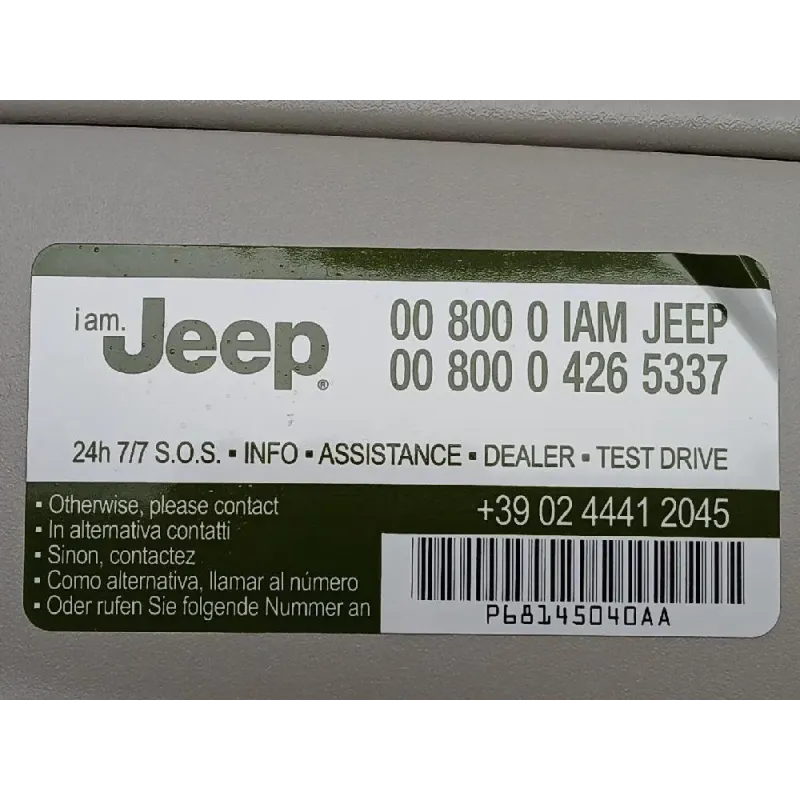 i am. Jeep®
00 800 0 IAM JEEP
00 800 0 426 5337
24h 7/7 S.O.S. ▪ INFO ▪ ASSISTANCE ▪ DEALER ▪ TEST DRIVE
▪ Otherwise, please contact
▪ In alternativa contatti
▪ Sinon, contactez
▪ Como alternativa, llamar al número
▪ Oder rufen Sie folgende Nummer an
+39 02 4441 2045
P68145040AA